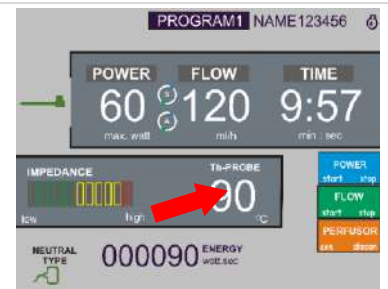 PROGRAM1 NAME123456
POWER FLOW TIME
60 120 9:57
max. watt ml/h min : sec
IMPEDANCE
low high
Th-PROBE
90
°C
POWER
start stop
FLOW
start stop
PERFUSOR
NEUTRAL
TYPE
000090 ENERGY
watt.sec